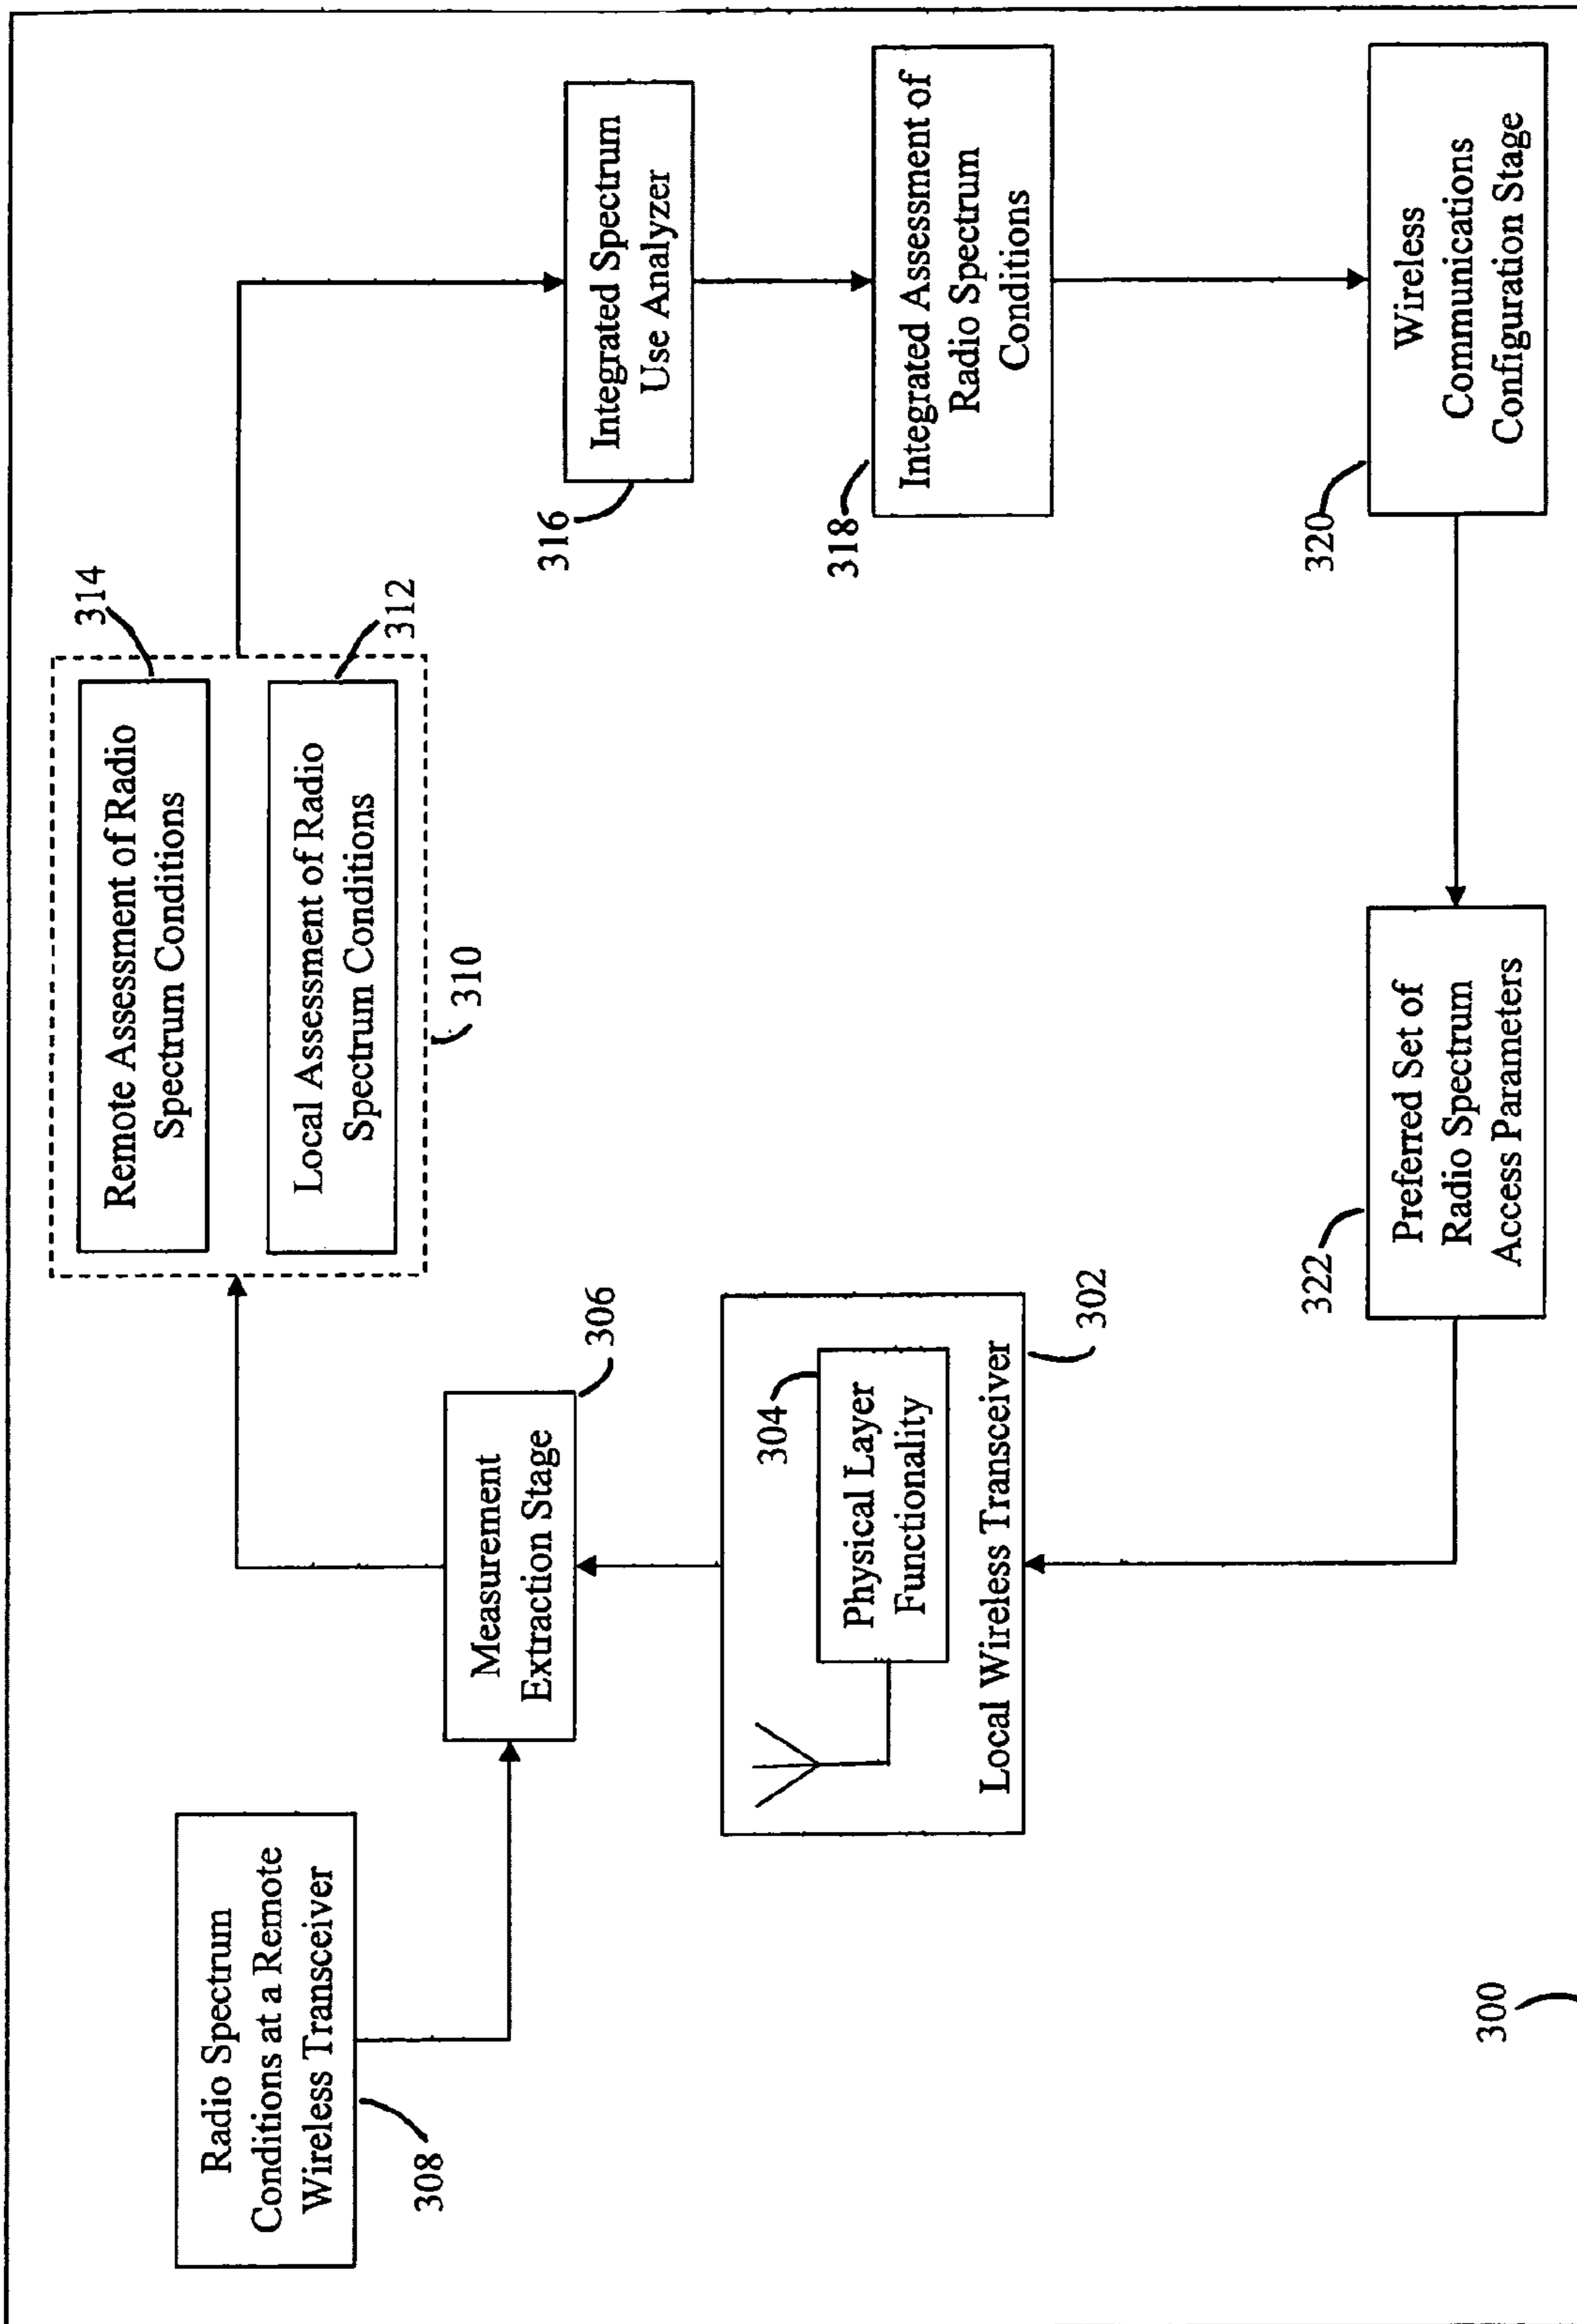 Radio Spectrum
Conditions at a Remote
Wireless Transceiver
308
Measurement
Extraction Stage
306
Physical Layer
Functionality
304
Local Wireless Transceiver
302
Remote Assessment of Radio
Spectrum Conditions
314
Local Assessment of Radio
Spectrum Conditions
312
310
Integrated Spectrum
Use Analyzer
316
Integrated Assessment of
Radio Spectrum
Conditions
318
Wireless
Communications
Configuration Stage
320
Preferred Set of
Radio Spectrum
Access Parameters
322
300